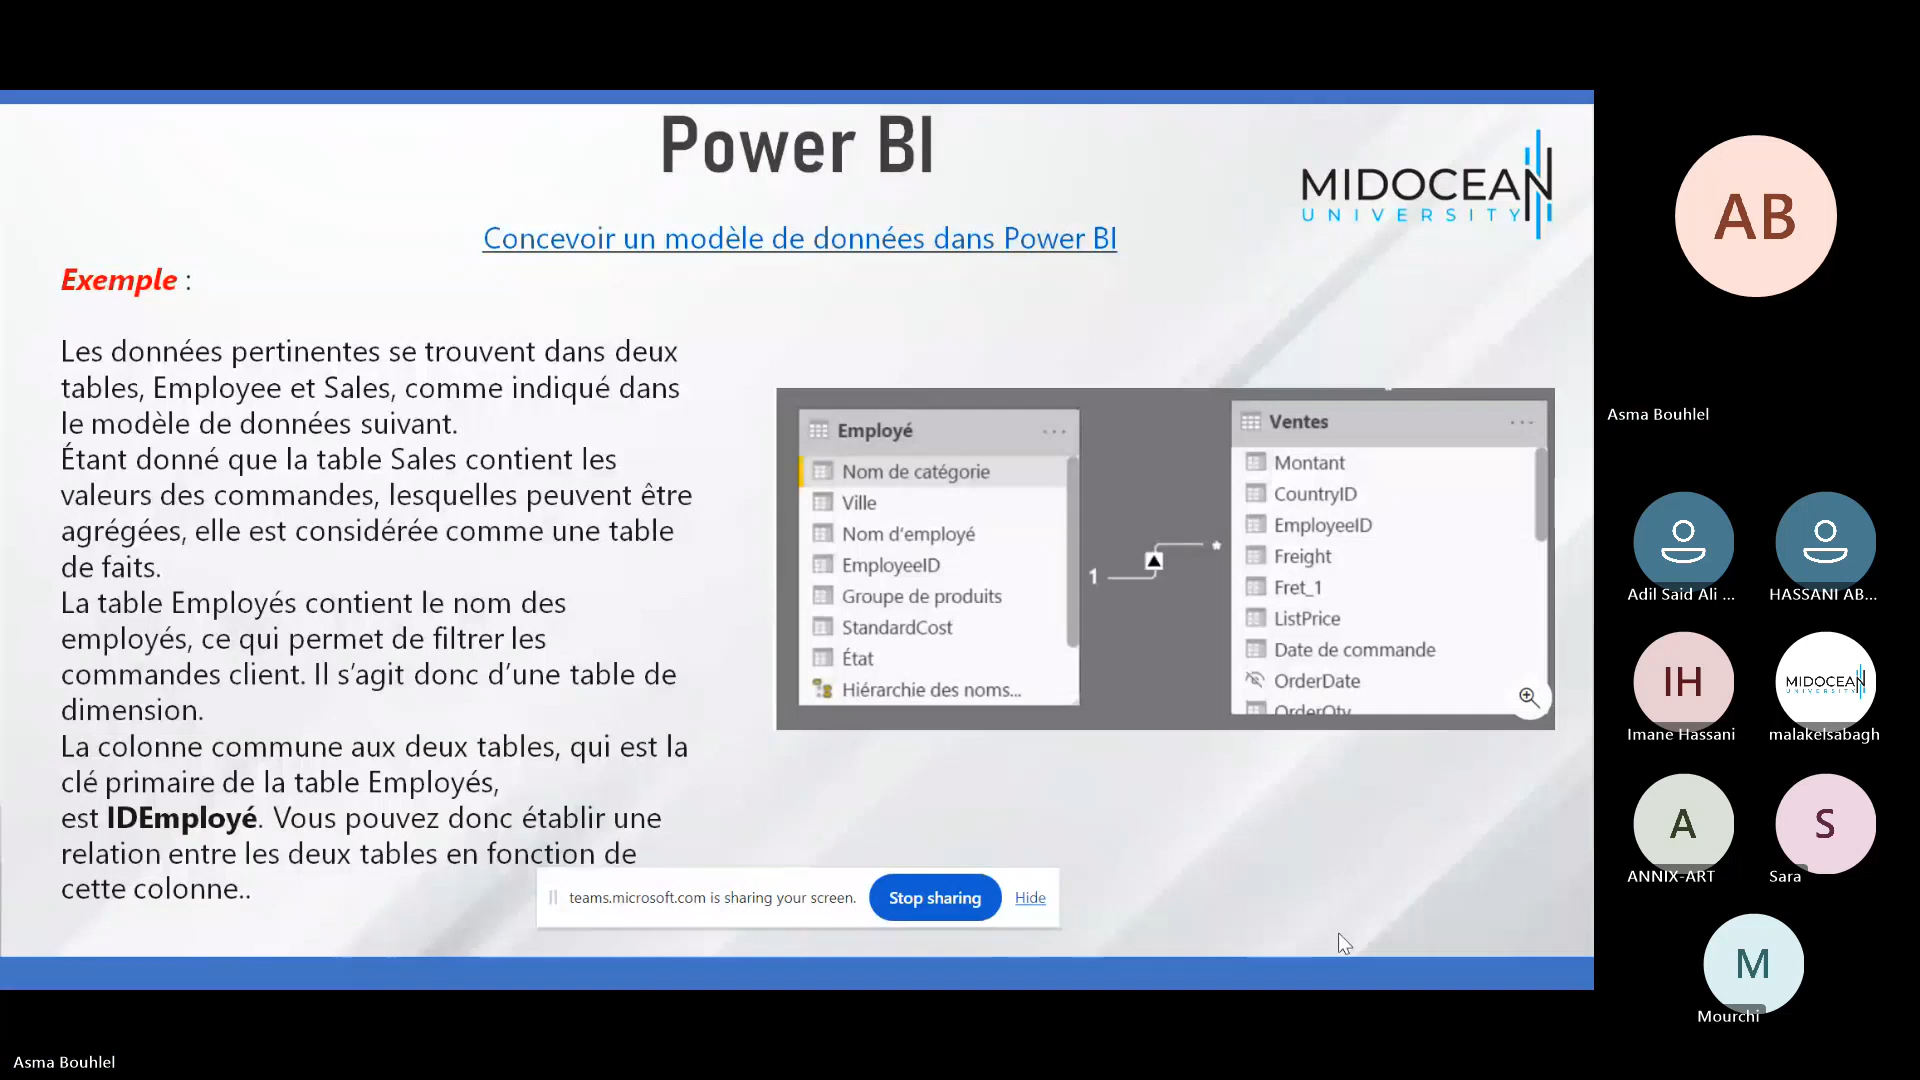 Power BI
MIDOCEAN
UNIVERSITY
Concevoir un modèle de données dans Power BI
Exemple :
Les données pertinentes se trouvent dans deux
tables, Employee et Sales, comme indiqué dans
le modèle de données suivant.
Étant donné que la table Sales contient les
valeurs des commandes, lesquelles peuvent être
agrégées, elle est considérée comme une table
de faits.
La table Employés contient le nom des
employés, ce qui permet de filtrer les
commandes client. Il s’agit donc d’une table de
dimension.
La colonne commune aux deux tables, qui est la
clé primaire de la table Employés,
est IDEmployé. Vous pouvez donc établir une
relation entre les deux tables en fonction de
cette colonne..
Employé
Nom de catégorie
Ville
Nom d'employé
EmployeeID
Groupe de produits
StandardCost
État
Hiérarchie des noms...
1
*
Ventes
Montant
CountryID
EmployeeID
Freight
Fret_1
ListPrice
Date de commande
OrderDate
OrderQty
teams.microsoft.com is sharing your screen.
Stop sharing
Hide
AB
Asma Bouhlel
Adil Said Ali ...
HASSANI AB...
IH
Imane Hassani
MIDOCEAN
UNIVERSITY
malakelsabagh
A
ANNIX-ART
S
Sara
M
Mourchi
Asma Bouhlel